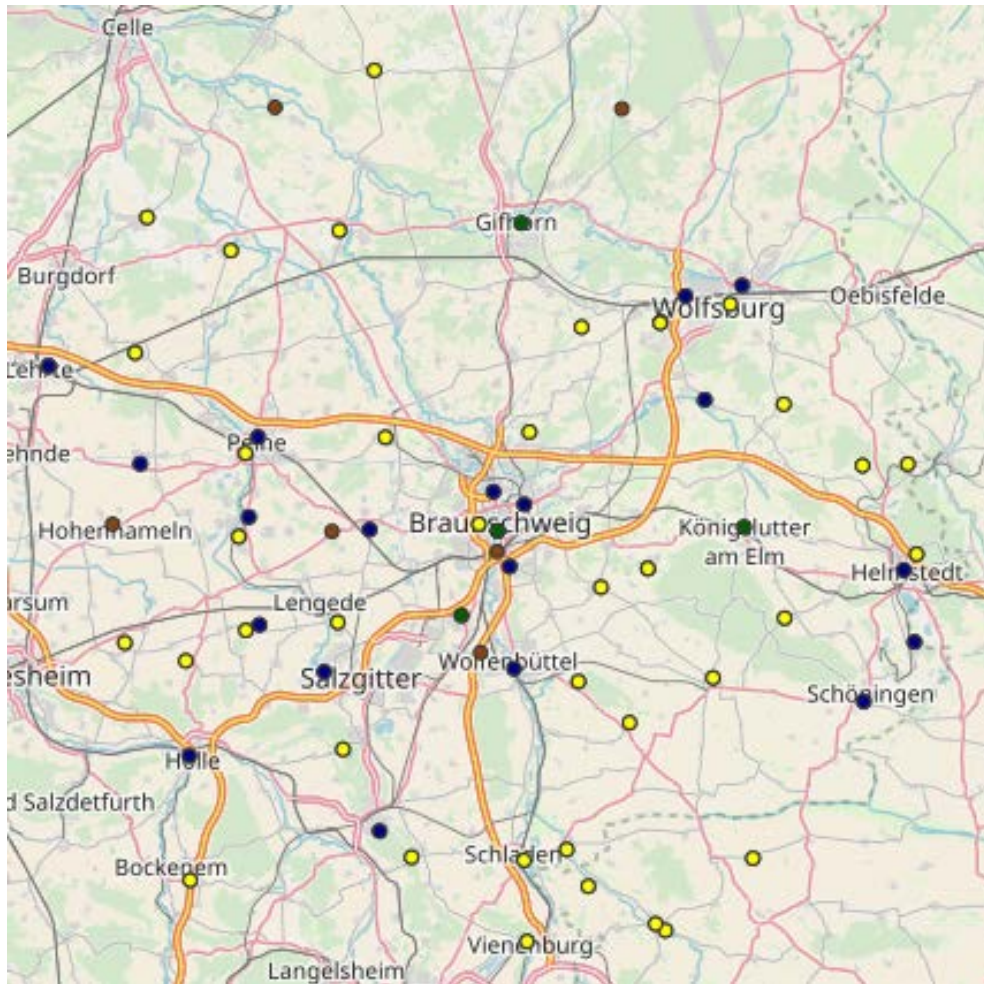 Celle
Gifhorn
Burgdorf
Oebisfelde
Wolfsburg
Lehrte
Peine
ehnde
Braunschweig
Königslutter
am Elm
Hohenhameln
Helmstedt
Lengede
arsum
Wolfenbüttel
esheim
Salzgitter
Schöningen
Holle
d Salzdetfurth
Schladen
Bockenem
Vienenburg
Langelsheim